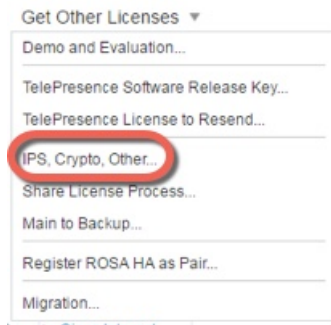 Get Other Licenses ▼
Demo and Evaluation...
TelePresence Software Release Key...
TelePresence License to Resend...
IPS, Crypto, Other...
Share License Process...
Main to Backup...
Register ROSA HA as Pair...
Migration...